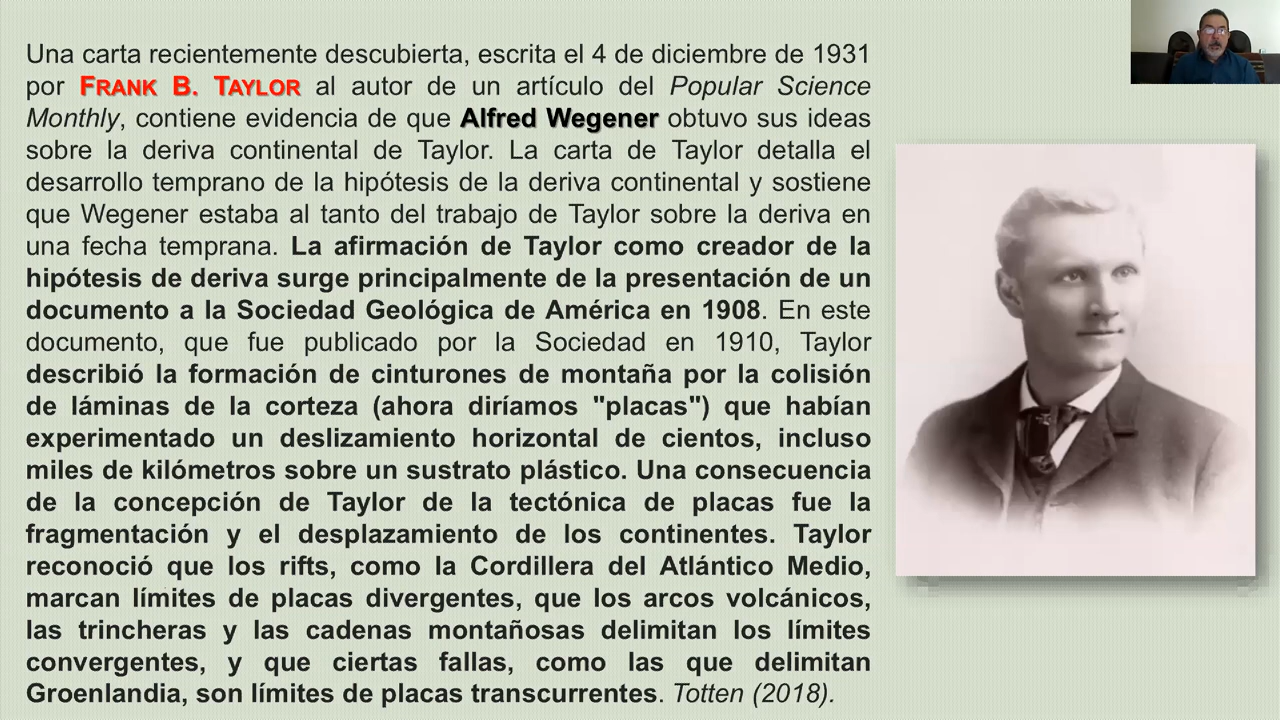 Una carta recientemente descubierta, escrita el 4 de diciembre de 1931
por FRANK B. TAYLOR al autor de un artículo del Popular Science
Monthly, contiene evidencia de que Alfred Wegener obtuvo sus ideas
sobre la deriva continental de Taylor. La carta de Taylor detalla el
desarrollo temprano de la hipótesis de la deriva continental y sostiene
que Wegener estaba al tanto del trabajo de Taylor sobre la deriva en
una fecha temprana. La afirmación de Taylor como creador de la
hipótesis de deriva surge principalmente de la presentación de un
documento a la Sociedad Geológica de América en 1908. En este
documento, que fue publicado por la Sociedad en 1910, Taylor
describió la formación de cinturones de montaña por la colisión
de láminas de la corteza (ahora diríamos "placas") que habían
experimentado un deslizamiento horizontal de cientos, incluso
miles de kilómetros sobre un sustrato plástico. Una consecuencia
de la concepción de Taylor de la tectónica de placas fue la
fragmentación y el desplazamiento de los continentes. Taylor
reconoció que los rifts, como la Cordillera del Atlántico Medio,
marcan límites de placas divergentes, que los arcos volcánicos,
las trincheras y las cadenas montañosas delimitan los límites
convergentes, y que ciertas fallas, como las que delimitan
Groenlandia, son límites de placas transcurrentes. Totten (2018).